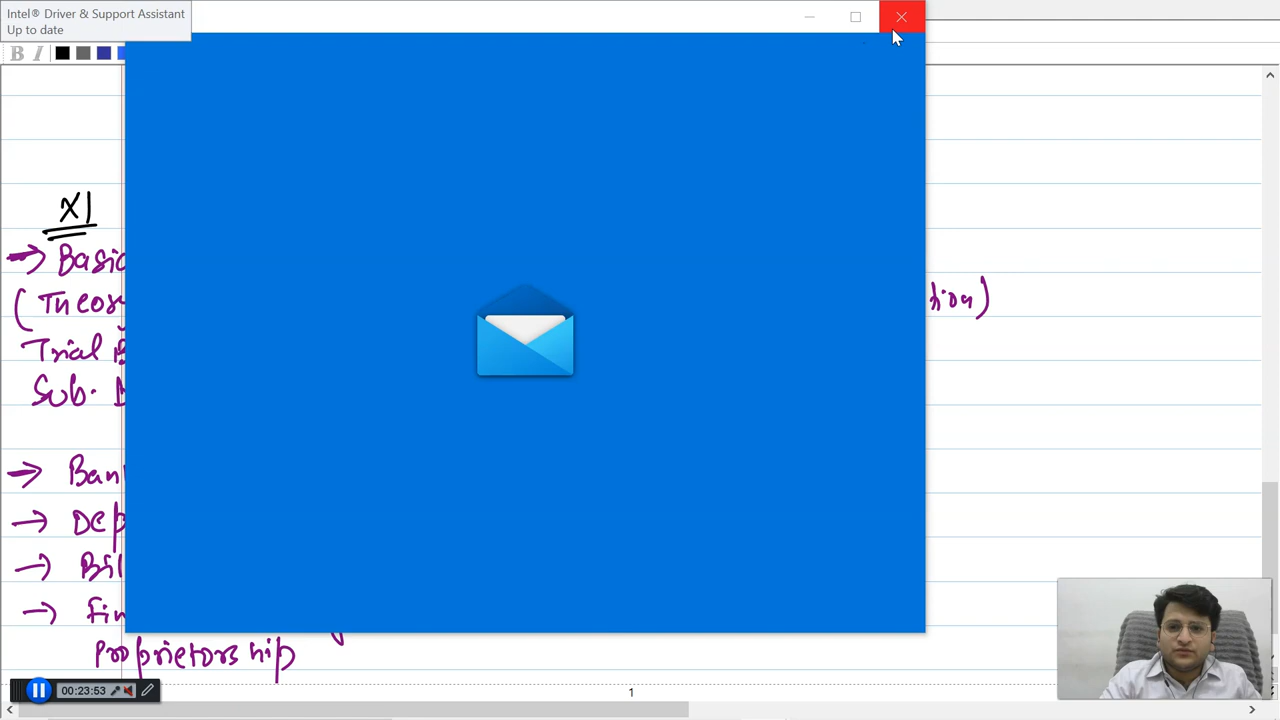 Intel® Driver & Support Assistant
Up to date
B I
XI
→ Basic
(Theory
tion)
Trial B
Sub.
→ Ban
→ Dep
→ Bil
→ Fin
Proprietorship
00:23:53
1